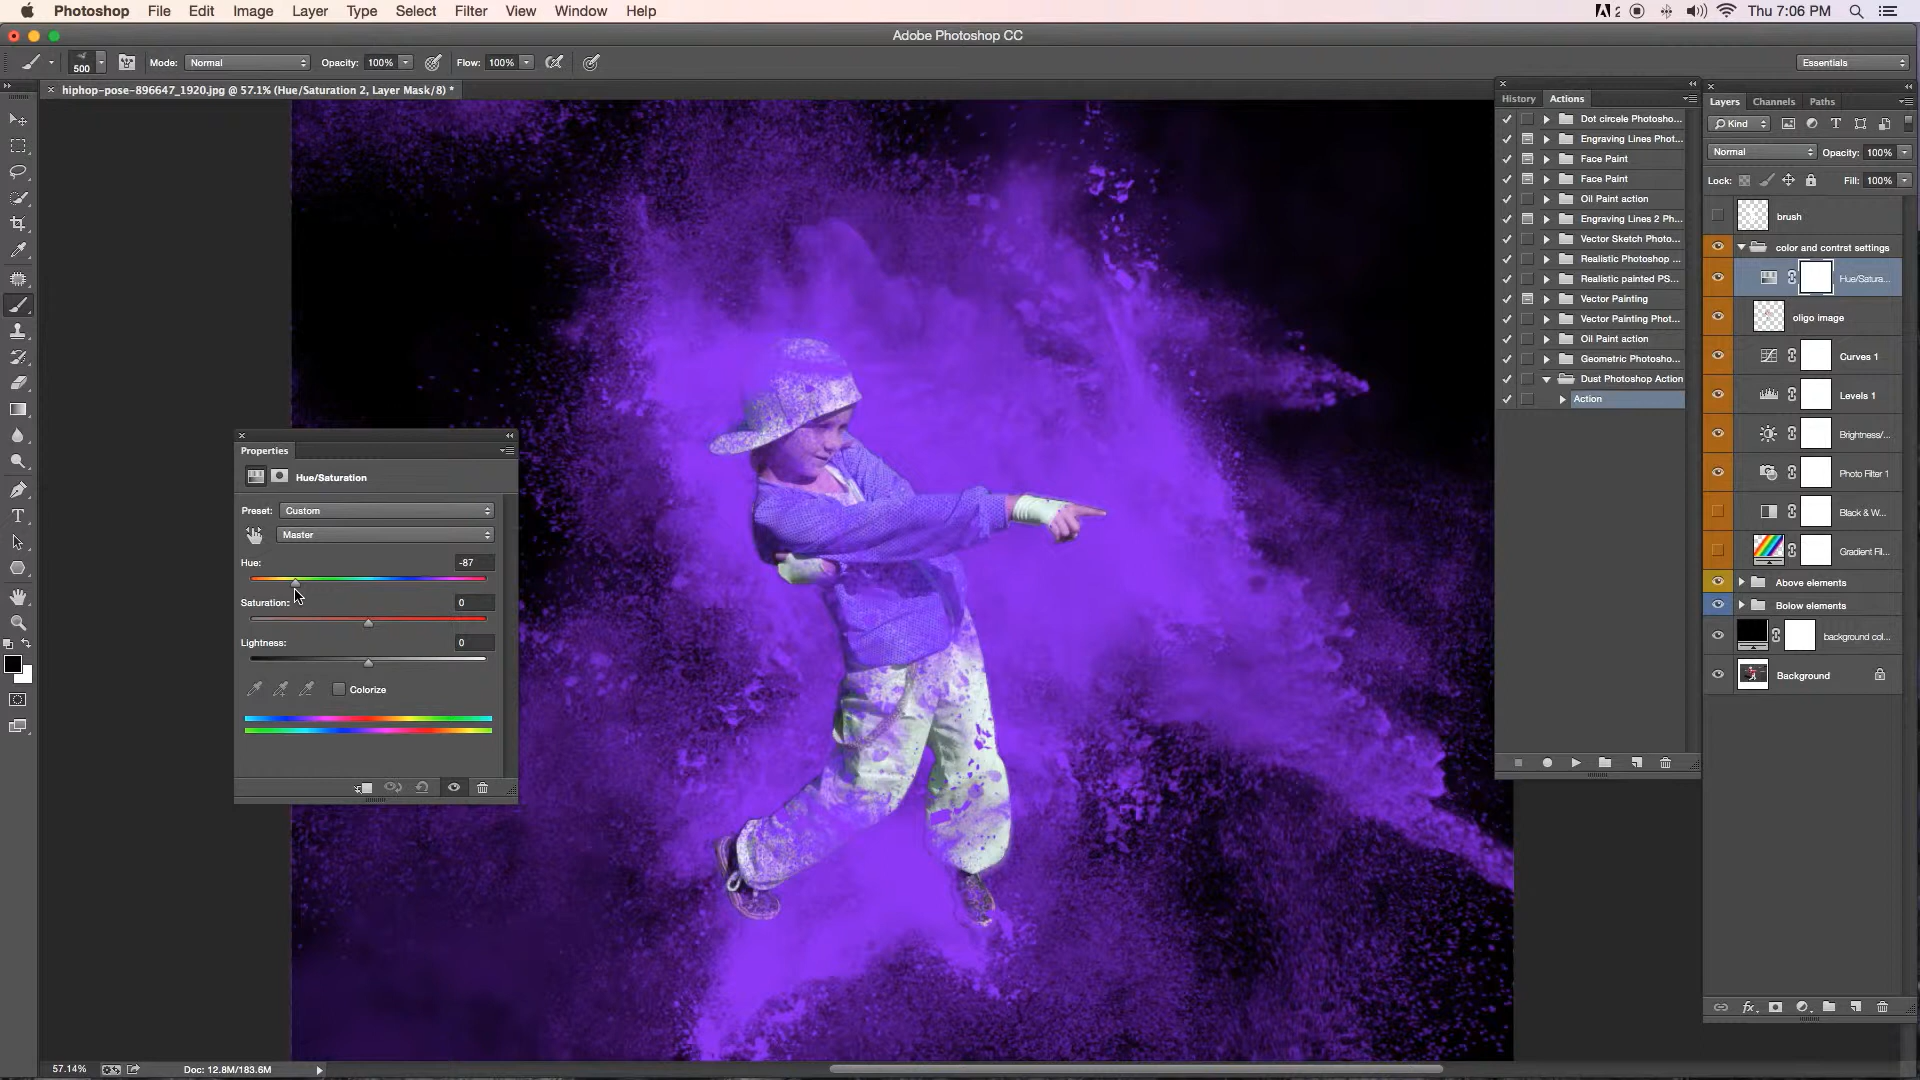 Photoshop File Edit Image Layer Type Select Filter View Window Help
2 Thu 7:06 PM
Adobe Photoshop CC
500 Mode: Normal Opacity: 100% Flow: 100% Essentials
hiphop-pose-896647_1920.jpg @ 57.1% (Hue/Saturation 2, Layer Mask/8) *
Properties
Hue/Saturation
Preset: Custom
Master
Hue: -87
Saturation: 0
Lightness: 0
Colorize
History Actions
Dot circele Photosho...
Engraving Lines Phot...
Face Paint
Face Paint
Oil Paint action
Engraving Lines 2 Ph...
Vector Sketch Photo...
Realistic Photoshop ...
Realistic painted PS...
Vector Painting
Vector Painting Phot...
Oil Paint action
Geometric Photosho...
Dust Photoshop Action
Action
Layers Channels Paths
Kind
Normal Opacity: 100%
Lock: Fill: 100%
brush
color and contrst settings
Hue/Satura...
oligo image
Curves 1
Levels 1
Brightness/...
Photo Filter 1
Black & W...
Gradient Fil...
Above elements
Bolow elements
background col...
Background
57.14% Doc: 12.8M/183.6M